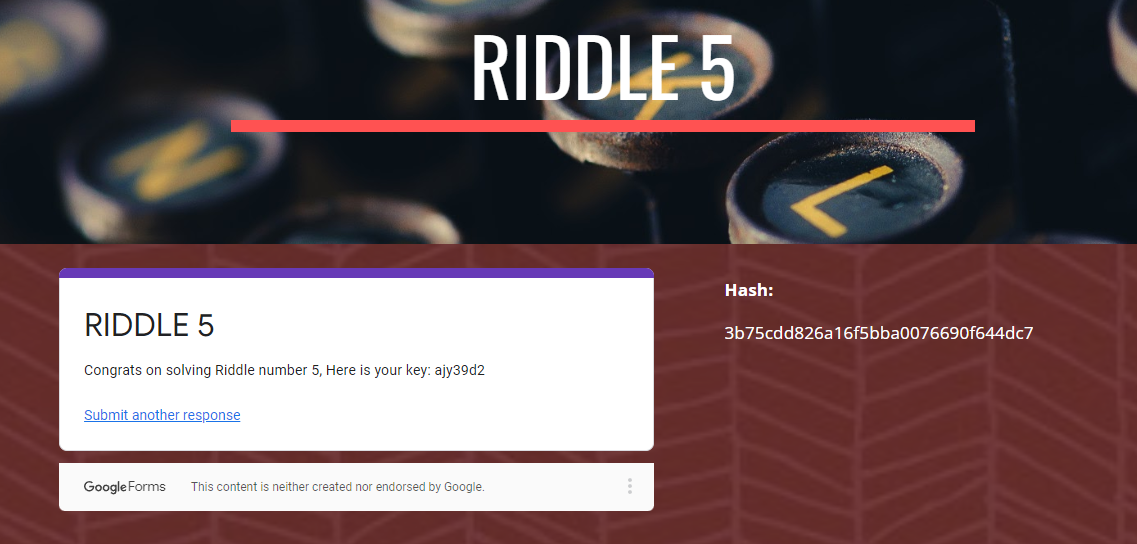 RIDDLE 5
RIDDLE 5
Congrats on solving Riddle number 5, Here is your key: ajy39d2
Submit another response
Google Forms
This content is neither created nor endorsed by Google.
Hash:
3b75cdd826a16f5bba0076690f644dc7
N
L